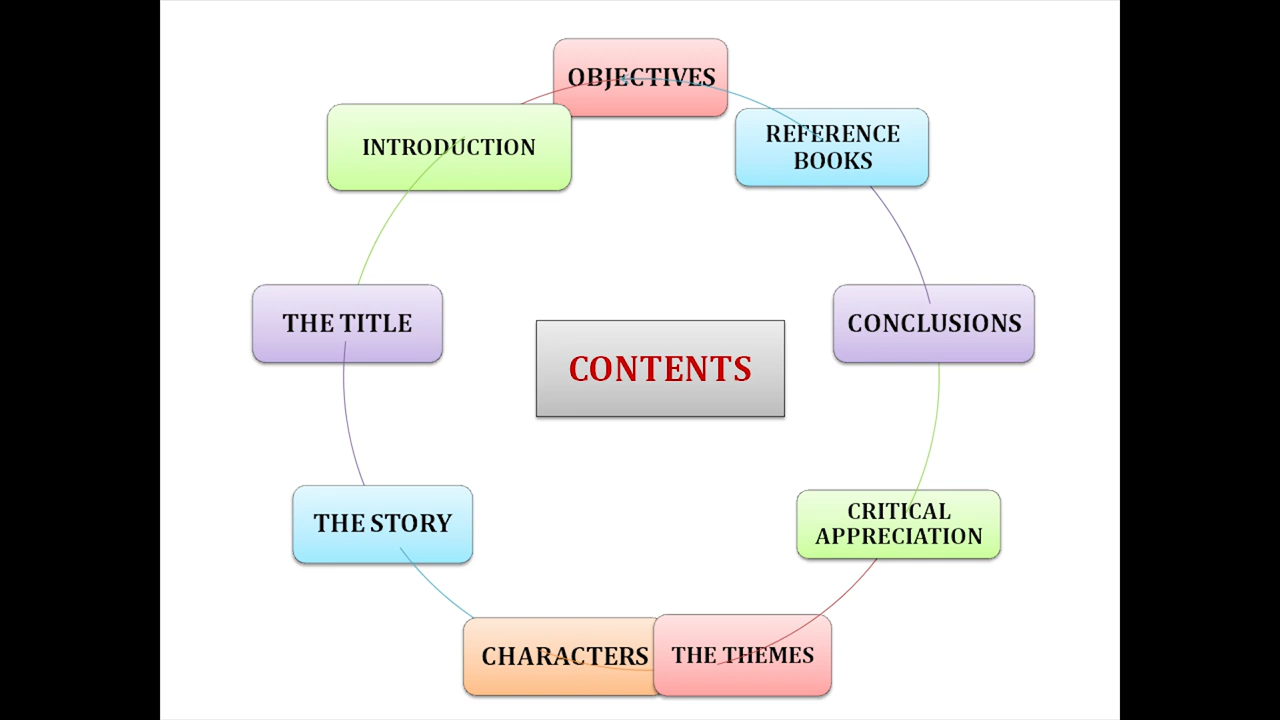 OBJECTIVES
REFERENCE
BOOKS
INTRODUCTION
THE TITLE
CONCLUSIONS
CONTENTS
THE STORY
CRITICAL
APPRECIATION
CHARACTERS
THE THEMES